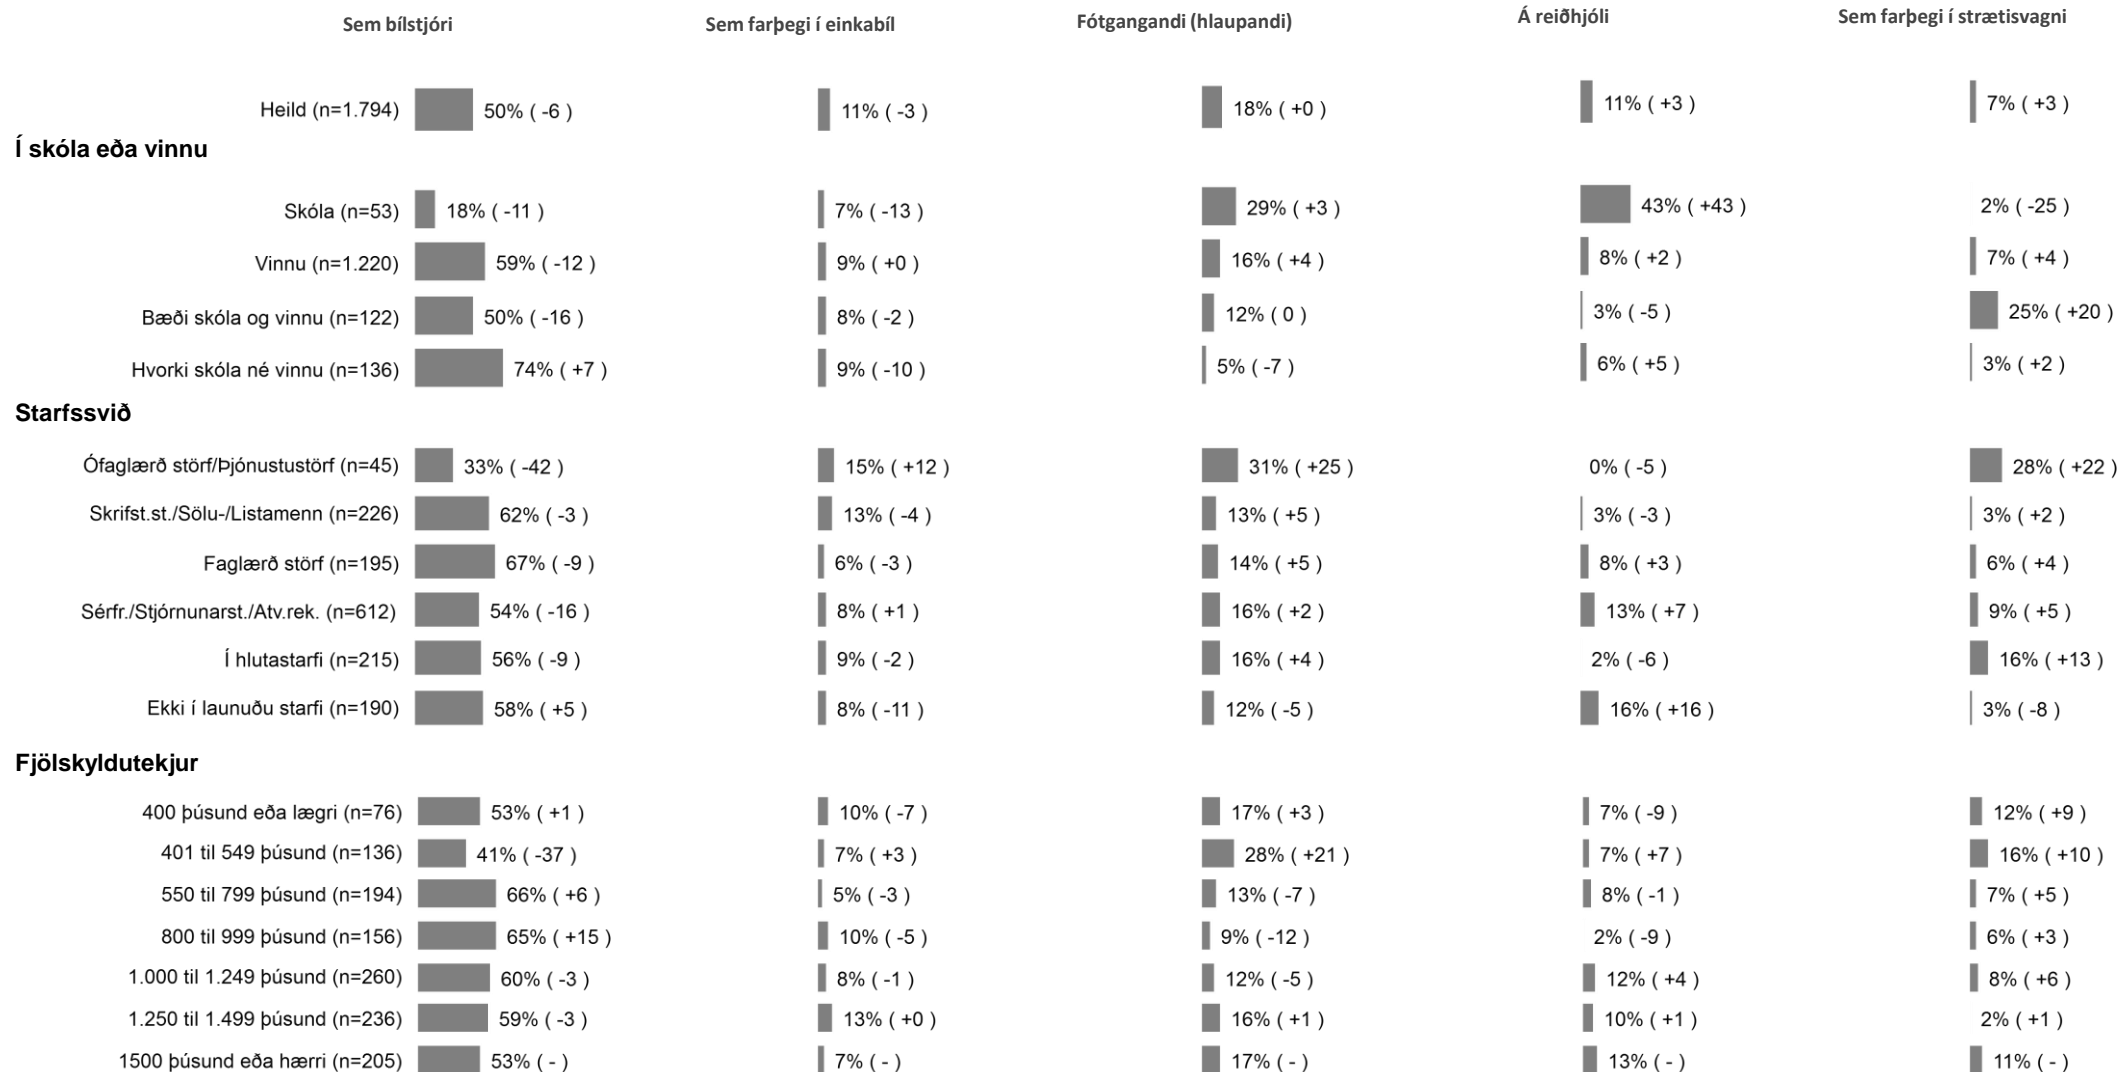 Sem bílstjóri Sem farþegi í einkabíl Fótgangandi (hlaupandi) Á reiðhjóli Sem farþegi í strætisvagni
Heild (n=1.794) 50% ( -6 ) 11% ( -3 ) 18% ( +0 ) 11% ( +3 ) 7% ( +3 )
Í skóla eða vinnu
Skóla (n=53) 18% ( -11 ) 7% ( -13 ) 29% ( +3 ) 43% ( +43 ) 2% ( -25 )
Vinnu (n=1.220) 59% ( -12 ) 9% ( +0 ) 16% ( +4 ) 8% ( +2 ) 7% ( +4 )
Bæði skóla og vinnu (n=122) 50% ( -16 ) 8% ( -2 ) 12% ( 0 ) 3% ( -5 ) 25% ( +20 )
Hvorki skóla né vinnu (n=136) 74% ( +7 ) 9% ( -10 ) 5% ( -7 ) 6% ( +5 ) 3% ( +2 )
Starfssvið
Ófaglærð störf/Þjónustustörf (n=45) 33% ( -42 ) 15% ( +12 ) 31% ( +25 ) 0% ( -5 ) 28% ( +22 )
Skrifst.st./Sölu-/Listamenn (n=226) 62% ( -3 ) 13% ( -4 ) 13% ( +5 ) 3% ( -3 ) 3% ( +2 )
Faglærð störf (n=195) 67% ( -9 ) 6% ( -3 ) 14% ( +5 ) 8% ( +3 ) 6% ( +4 )
Sérfr./Stjórnunarst./Atv.rek. (n=612) 54% ( -16 ) 8% ( +1 ) 16% ( +2 ) 13% ( +7 ) 9% ( +5 )
Í hlutastarfi (n=215) 56% ( -9 ) 9% ( -2 ) 16% ( +4 ) 2% ( -6 ) 16% ( +13 )
Ekki í launuðu starfi (n=190) 58% ( +5 ) 8% ( -11 ) 12% ( -5 ) 16% ( +16 ) 3% ( -8 )
Fjölskyldutekjur
400 þúsund eða lægri (n=76) 53% ( +1 ) 10% ( -7 ) 17% ( +3 ) 7% ( -9 ) 12% ( +9 )
401 til 549 þúsund (n=136) 41% ( -37 ) 7% ( +3 ) 28% ( +21 ) 7% ( +7 ) 16% ( +10 )
550 til 799 þúsund (n=194) 66% ( +6 ) 5% ( -3 ) 13% ( -7 ) 8% ( -1 ) 7% ( +5 )
800 til 999 þúsund (n=156) 65% ( +15 ) 10% ( -5 ) 9% ( -12 ) 2% ( -9 ) 6% ( +3 )
1.000 til 1.249 þúsund (n=260) 60% ( -3 ) 8% ( -1 ) 12% ( -5 ) 12% ( +4 ) 8% ( +6 )
1.250 til 1.499 þúsund (n=236) 59% ( -3 ) 13% ( +0 ) 16% ( +1 ) 10% ( +1 ) 2% ( +1 )
1500 þúsund eða hærri (n=205) 53% ( - ) 7% ( - ) 17% ( - ) 13% ( - ) 11% ( - )